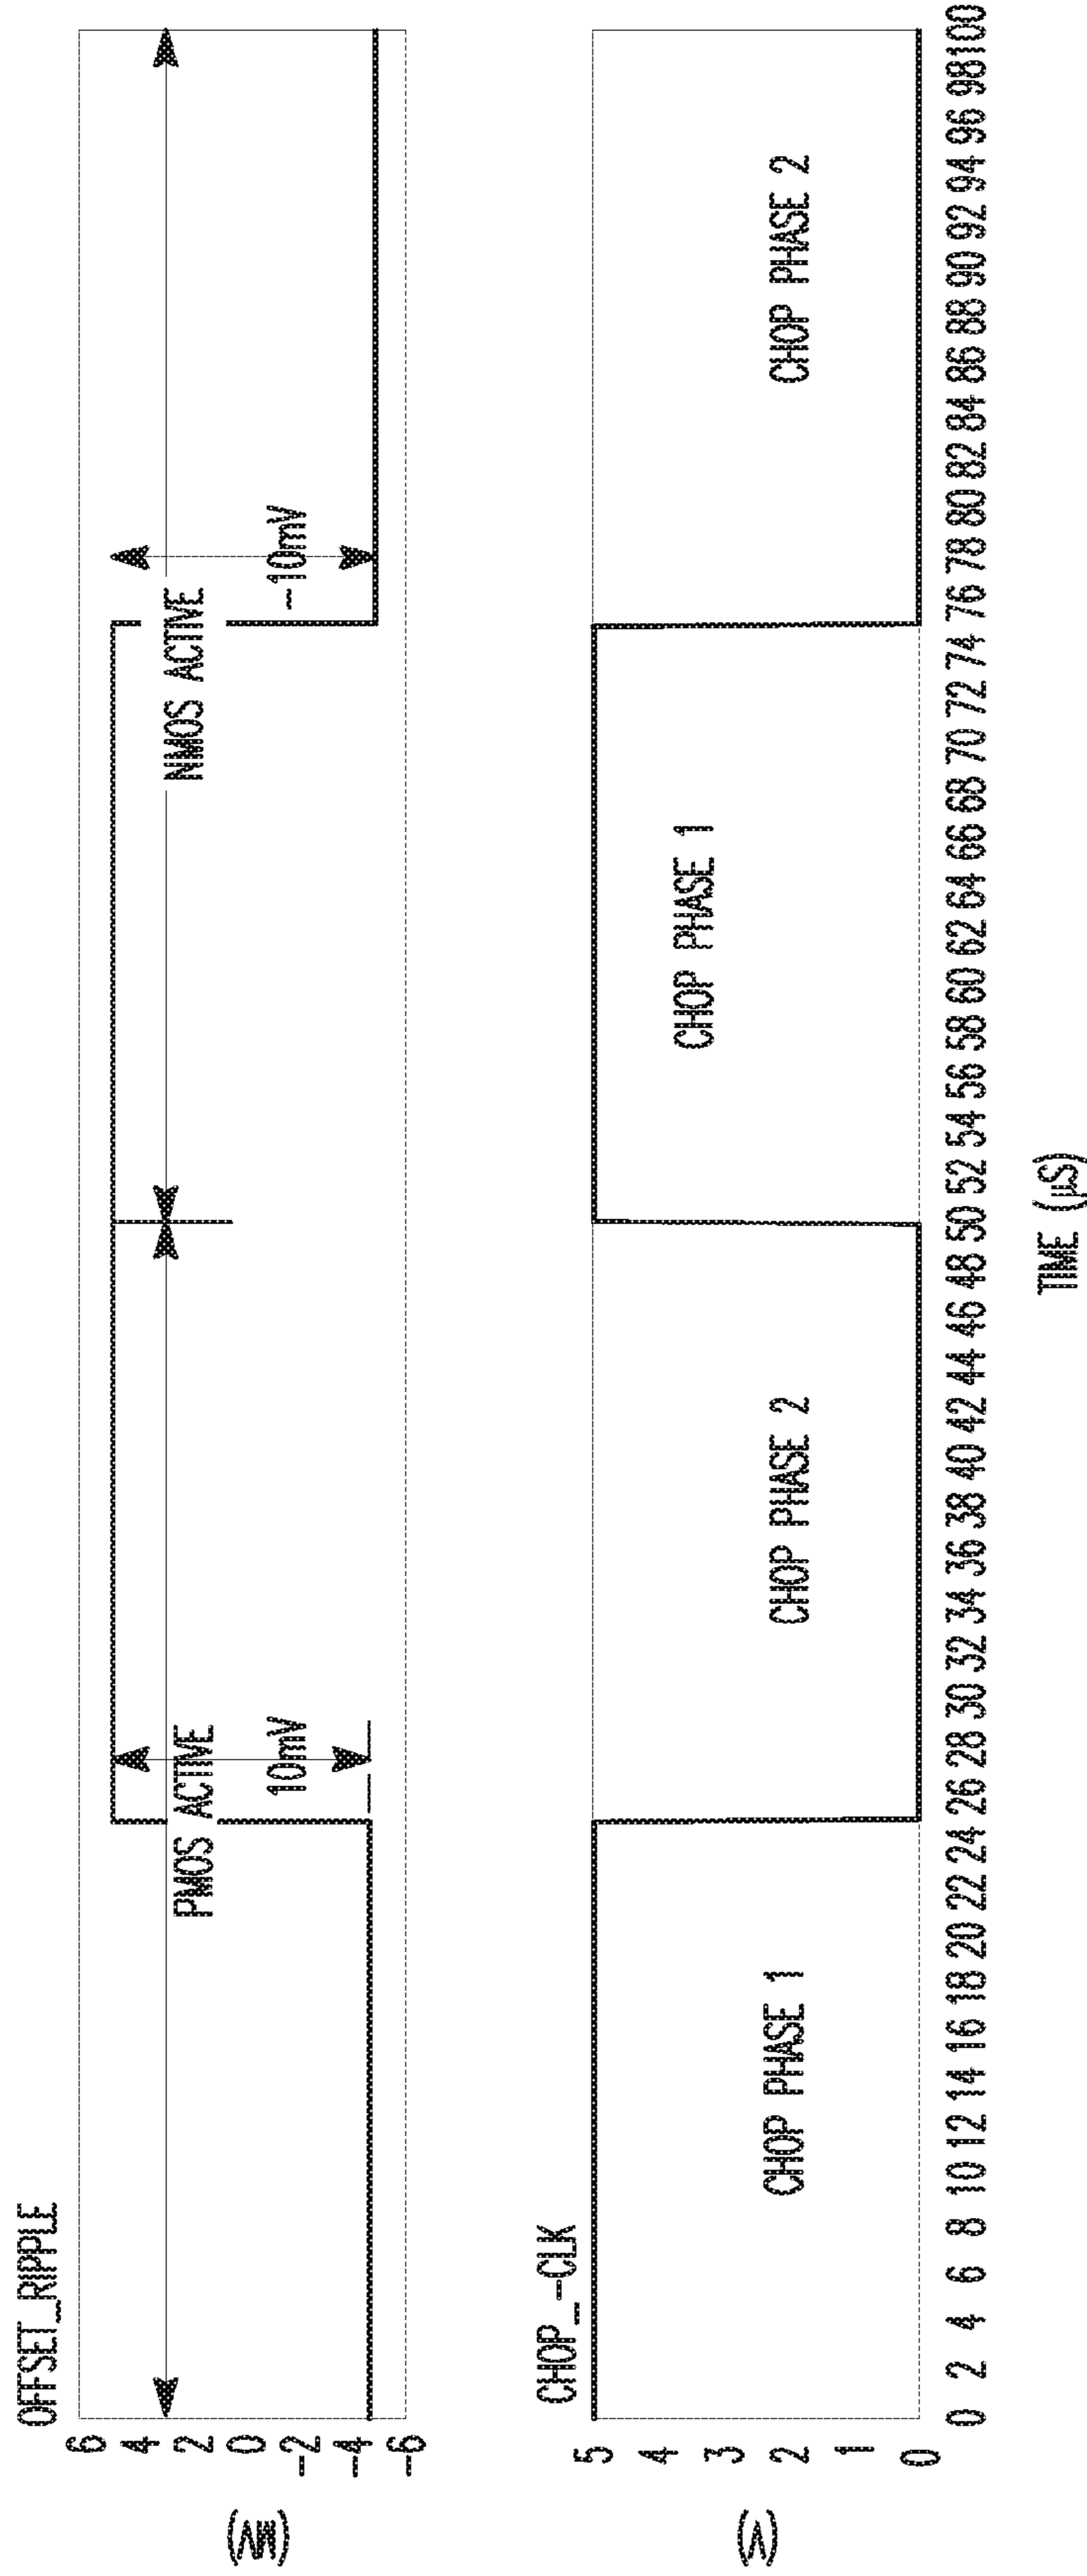 OFFSET_RIPPLE
(mV)
6
4
2
0
-2
-4
-6
PMOS ACTIVE
10mV
NMOS ACTIVE
~10mV
CHOP_-CLK
(V)
5
4
3
2
1
0
CHOP PHASE 1
CHOP PHASE 2
CHOP PHASE 1
CHOP PHASE 2
0 2 4 6 8 10 12 14 16 18 20 22 24 26 28 30 32 34 36 38 40 42 44 46 48 50 52 54 56 58 60 62 64 66 68 70 72 74 76 78 80 82 84 86 88 90 92 94 96 98 100
TIME (µS)